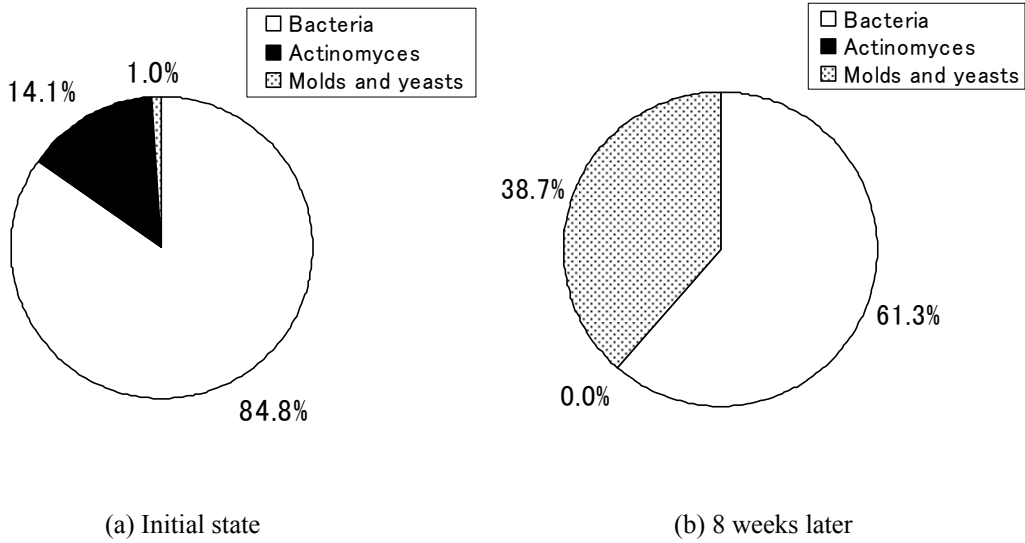 Bacteria
Actinomyces
Molds and yeasts
1.0%
14.1%
84.8%
(a) Initial state
Bacteria
Actinomyces
Molds and yeasts
38.7%
61.3%
0.0%
(b) 8 weeks later